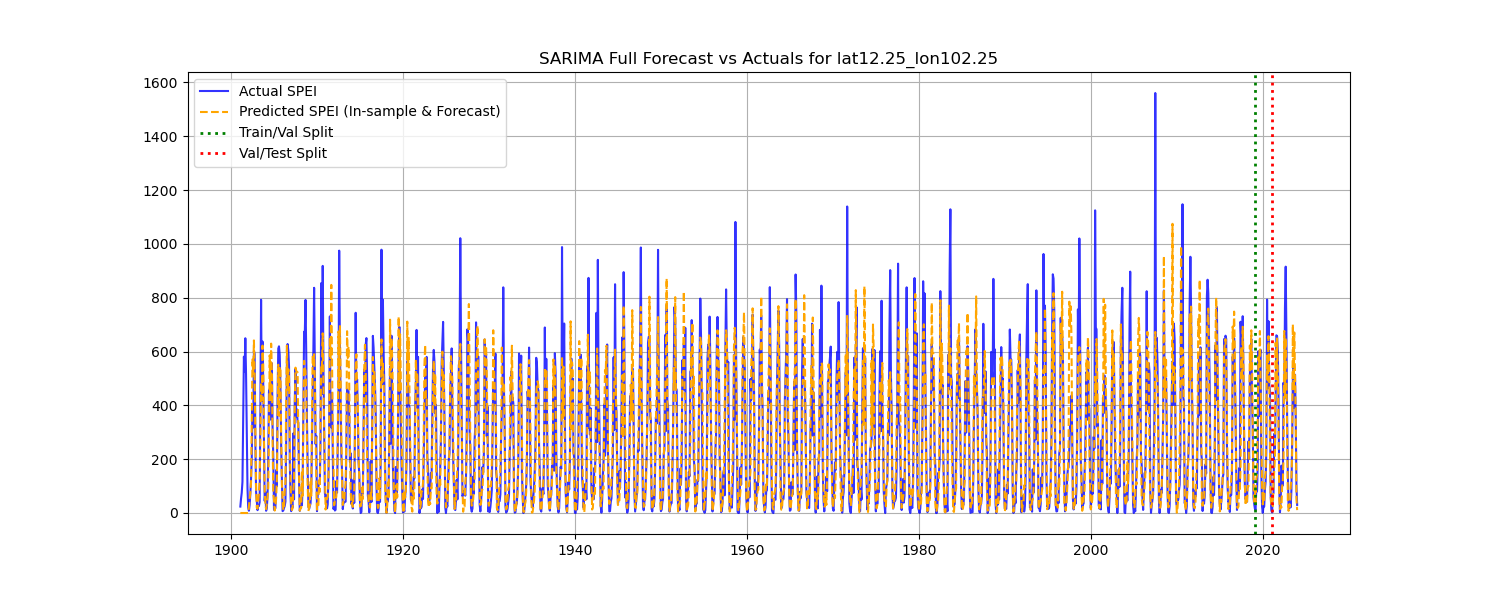 SARIMA Full Forecast vs Actuals for lat12.25_lon102.25
1600
1400
1200
1000
800
600
400
200
0
Actual SPEI
Predicted SPEI (In-sample & Forecast)
Train/Val Split
Val/Test Split
1900 1920 1940 1960 1980 2000 2020